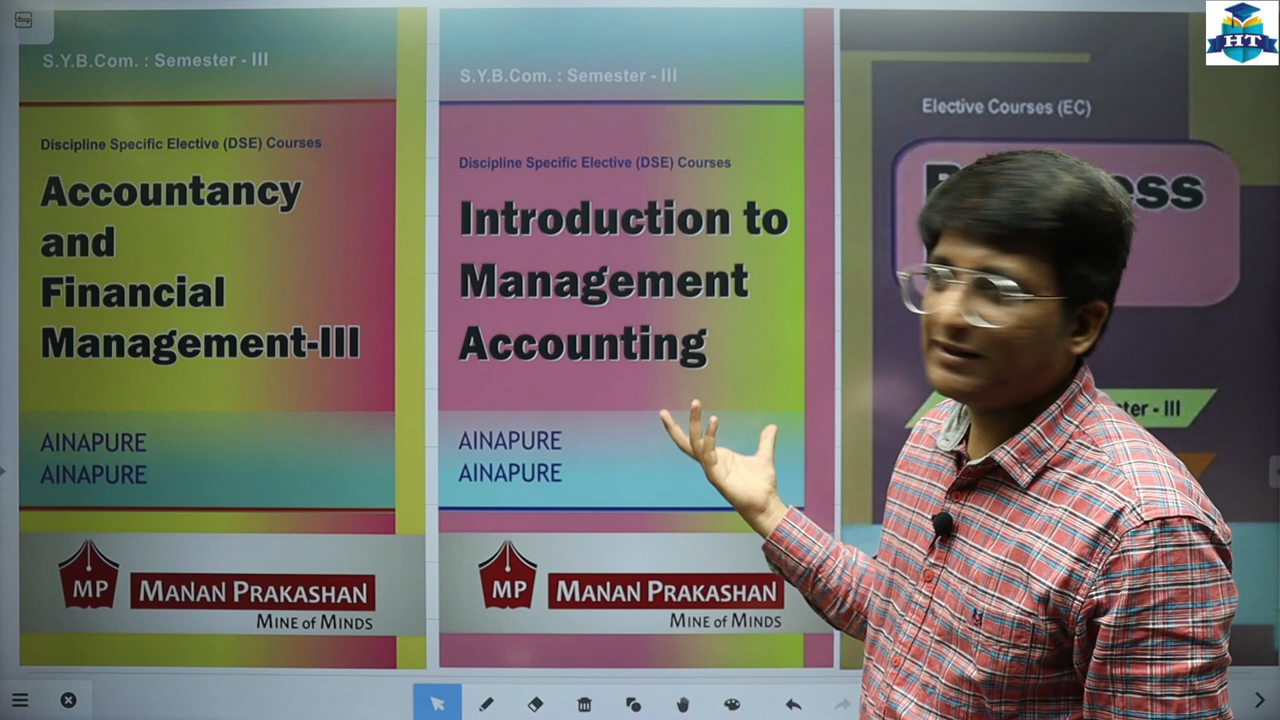 S.Y.B.Com. : Semester - III
Discipline Specific Elective (DSE) Courses
Accountancy
and
Financial
Management-III
AINAPURE
AINAPURE
MP
MANAN PRAKASHAN
MINE of MINDS
S.Y.B.Com. : Semester - III
Discipline Specific Elective (DSE) Courses
Introduction to
Management
Accounting
AINAPURE
AINAPURE
MP
MANAN PRAKASHAN
MINE of MINDS
Elective Courses (EC)
- III
HT